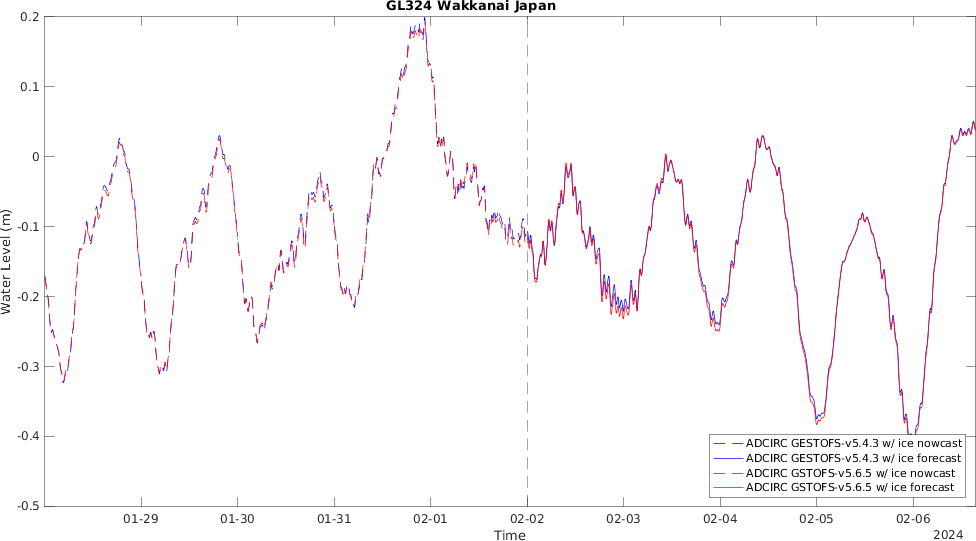 GL324 Wakkanai Japan
0.2
0.1
0
-0.1
-0.2
-0.3
-0.4
-0.5
Water Level (m)
01-29 01-30 01-31 02-01 02-02 02-03 02-04 02-05 02-06
Time
2024
ADCIRC GESTOFS-v5.4.3 w/ ice nowcast
ADCIRC GESTOFS-v5.4.3 w/ ice forecast
ADCIRC GSTOFS-v5.6.5 w/ ice nowcast
ADCIRC GSTOFS-v5.6.5 w/ ice forecast